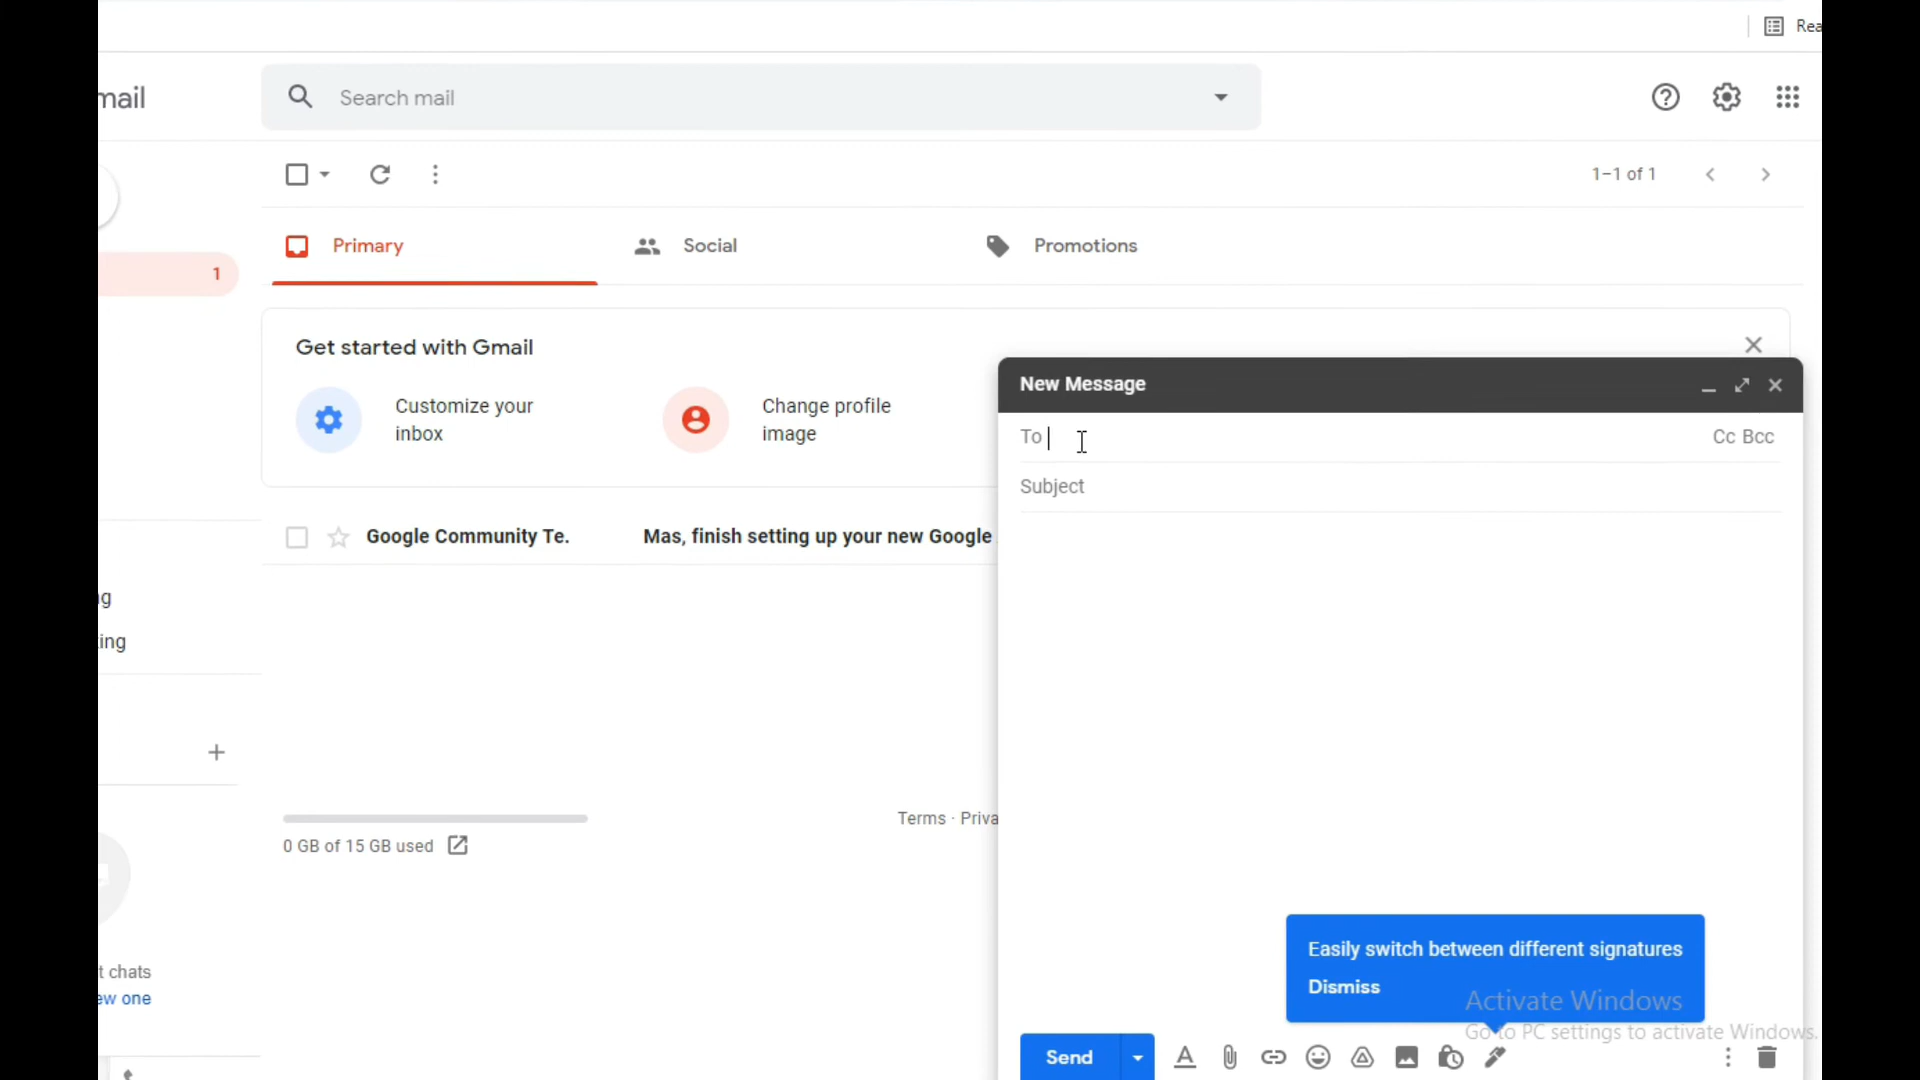 Rea
mail
Search mail
1–1 of 1
Primary
Social
Promotions
1
Get started with Gmail
Customize your
inbox
Change profile
image
New Message
To
Cc Bcc
Subject
Google Community Te.
Mas, finish setting up your new Google
ng
ing
Terms · Priva
0 GB of 15 GB used
t chats
ew one
Easily switch between different signatures
Dismiss
Activate Windows
Go to PC settings to activate Windows.
Send